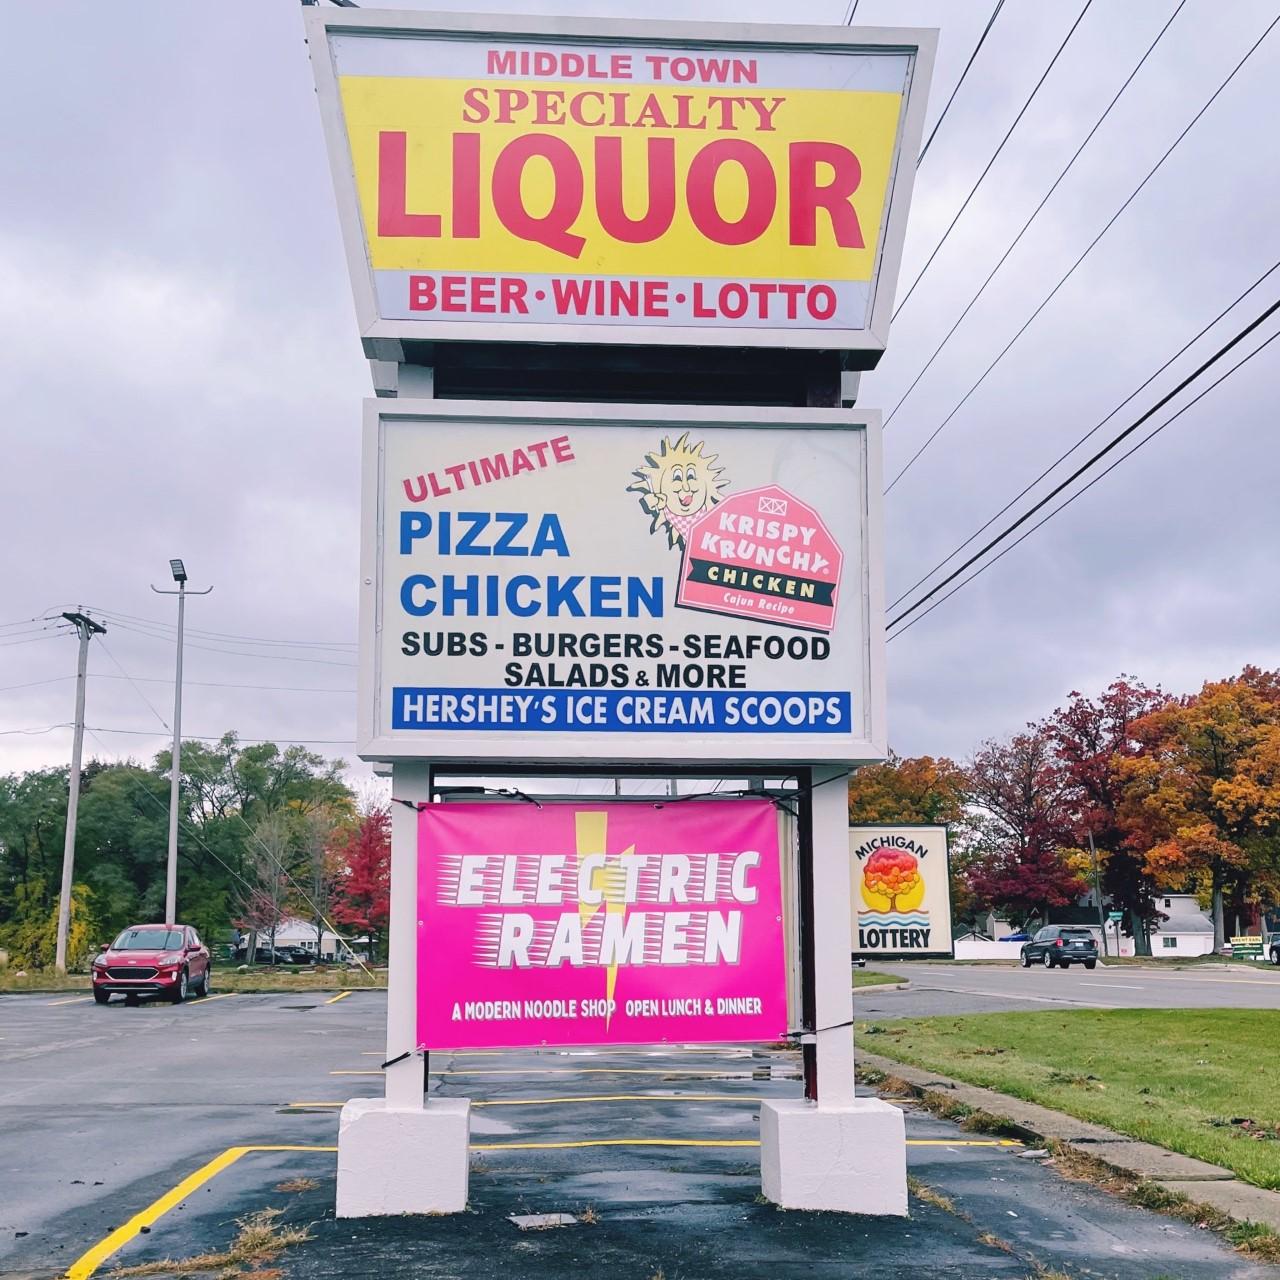 MIDDLE TOWN
SPECIALTY
LIQUOR
BEER·WINE·LOTTO
ULTIMATE
PIZZA
CHICKEN
KRISPY
KRUNCHY®
CHICKEN
Cajun Recipe
SUBS - BURGERS - SEAFOOD
SALADS & MORE
HERSHEY'S ICE CREAM SCOOPS
ELECTRIC
RAMEN
A MODERN NOODLE SHOP OPEN LUNCH & DINNER
MICHIGAN
LOTTERY